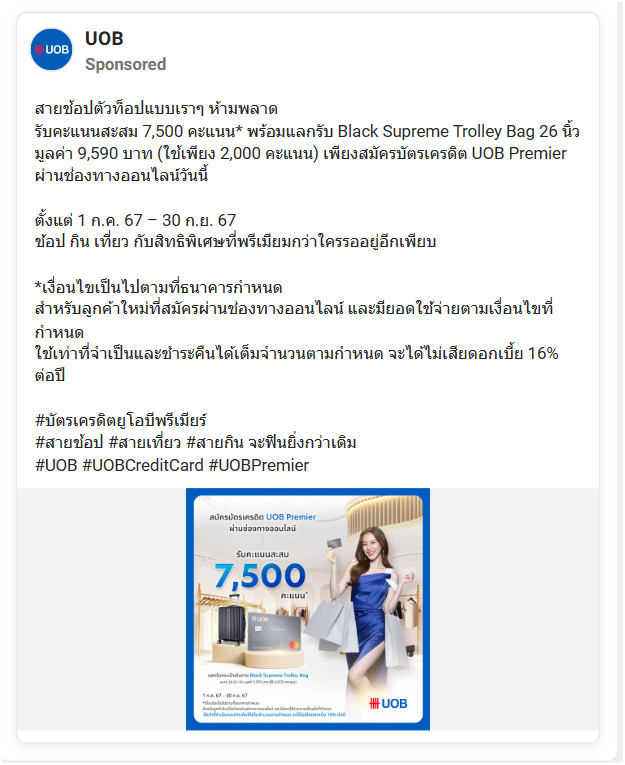 UOB
UOB
Sponsored
สายช้อปตัวท็อปแบบเราๆ ห้ามพลาด
รับคะแนนสะสม 7,500 คะแนน* พร้อมแลกรับ Black Supreme Trolley Bag 26 นิ้ว
มูลค่า 9,590 บาท (ใช้เพียง 2,000 คะแนน) เพียงสมัครบัตรเครดิต UOB Premier
ผ่านช่องทางออนไลน์วันนี้
ตั้งแต่ 1 ก.ค. 67 – 30 ก.ย. 67
ช้อป กิน เที่ยว กับสิทธิพิเศษที่พรีเมียมกว่าใครรออยู่อีกเพียบ
*เงื่อนไขเป็นไปตามที่ธนาคารกำหนด
สำหรับลูกค้าใหม่ที่สมัครผ่านช่องทางออนไลน์ และมียอดใช้จ่ายตามเงื่อนไขที่
กำหนด
ใช้เท่าที่จำเป็นและชำระคืนได้เต็มจำนวนตามกำหนด จะได้ไม่เสียดอกเบี้ย 16%
ต่อปี
#บัตรเครดิตยูโอบีพรีเมียร์
#สายช้อป #สายเที่ยว #สายกิน จะฟินยิ่งกว่าเดิม
#UOB #UOBCreditCard #UOBPremier
สมัครบัตรเครดิต UOB Premier
ผ่านช่องทางออนไลน์
รับคะแนนสะสม
7,500
คะแนน*
UOB
แลกรับกระเป๋าเดินทาง Black Supreme Trolley Bag
1 ก.ค. 67 – 30 ก.ย. 67
UOB